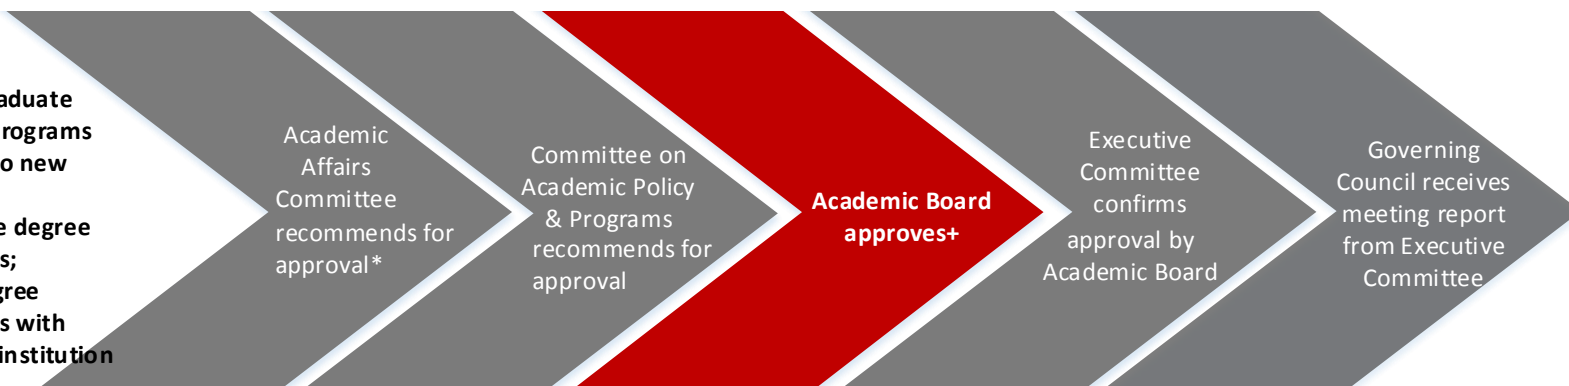 rograms
o new
e degree
s;
gree
s with
institution
Academic
Affairs
Committee
recommends for
approval*
Committee on
Academic Policy
& Programs
recommends for
approval
Academic Board
approves+
Executive
Committee
confirms
approval by
Academic Board
Governing
Council receives
meeting report
from Executive
Committee